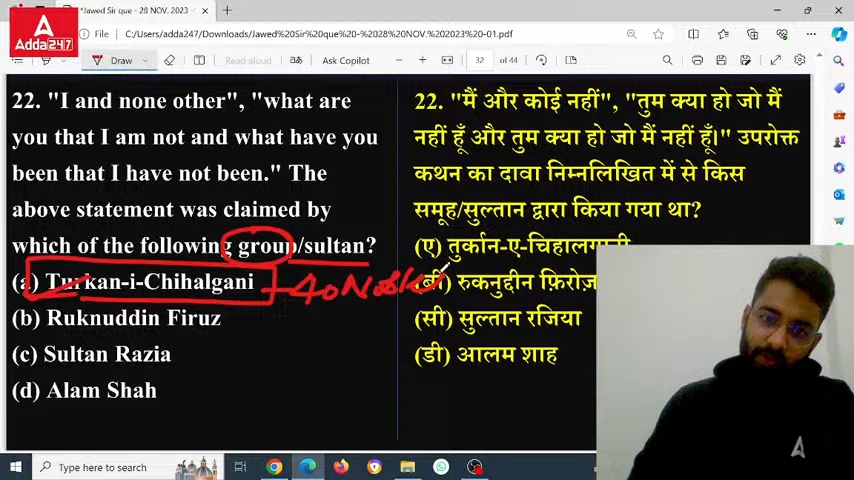 Jawed Sir que - 28 NOV. 2023
Adda247
File
C:/Users/adda247/Downloads/Jawed%20Sir%20que%20-%2028%20NOV.%202023%20-01.pdf
Draw
Read aloud
Ask Copilot
32 of 44
22. "I and none other", "what are
you that I am not and what have you
been that I have not been." The
above statement was claimed by
which of the following group/sultan?
(a) Turkan-i-Chihalgani
(b) Ruknuddin Firuz
(c) Sultan Razia
(d) Alam Shah
22. "मैं और कोई नहीं", "तुम क्या हो जो मैं
नहीं हूँ और तुम क्या हो जो मैं नहीं हूँ।" उपरोक्त
कथन का दावा निम्नलिखित में से किस
समूह/सुल्तान द्वारा किया गया था?
(ए) तुर्कान-ए-चिहालगानी
(बी) रुकनुद्दीन फ़िरोज़
(सी) सुल्तान रजिया
(डी) आलम शाह
Type here to search